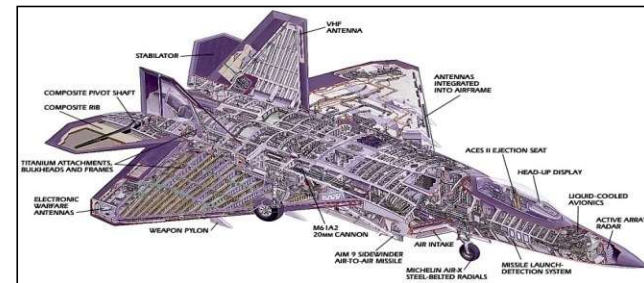 VHF
ANTENNA
STABILATOR
ANTENNAS
INTEGRATED
INTO AIRFRAME
COMPOSITE PIVOT SHAFT
COMPOSITE RIB
ACES II EJECTION SEAT
HEAD-UP DISPLAY
TITANIUM ATTACHMENTS,
BULKHEADS AND FRAMES
LIQUID-COOLED
AVIONICS
ELECTRONIC
WARFARE
ANTENNAS
ACTIVE ARRAY
RADAR
WEAPON PYLON
M61A2
20MM CANNON
AIR INTAKE
AIM 9 SIDEWINDER
AIR-TO-AIR MISSILE
MISSILE LAUNCH-
DETECTION SYSTEM
MICHELIN AIR-X
STEEL-BELTED RADIALS